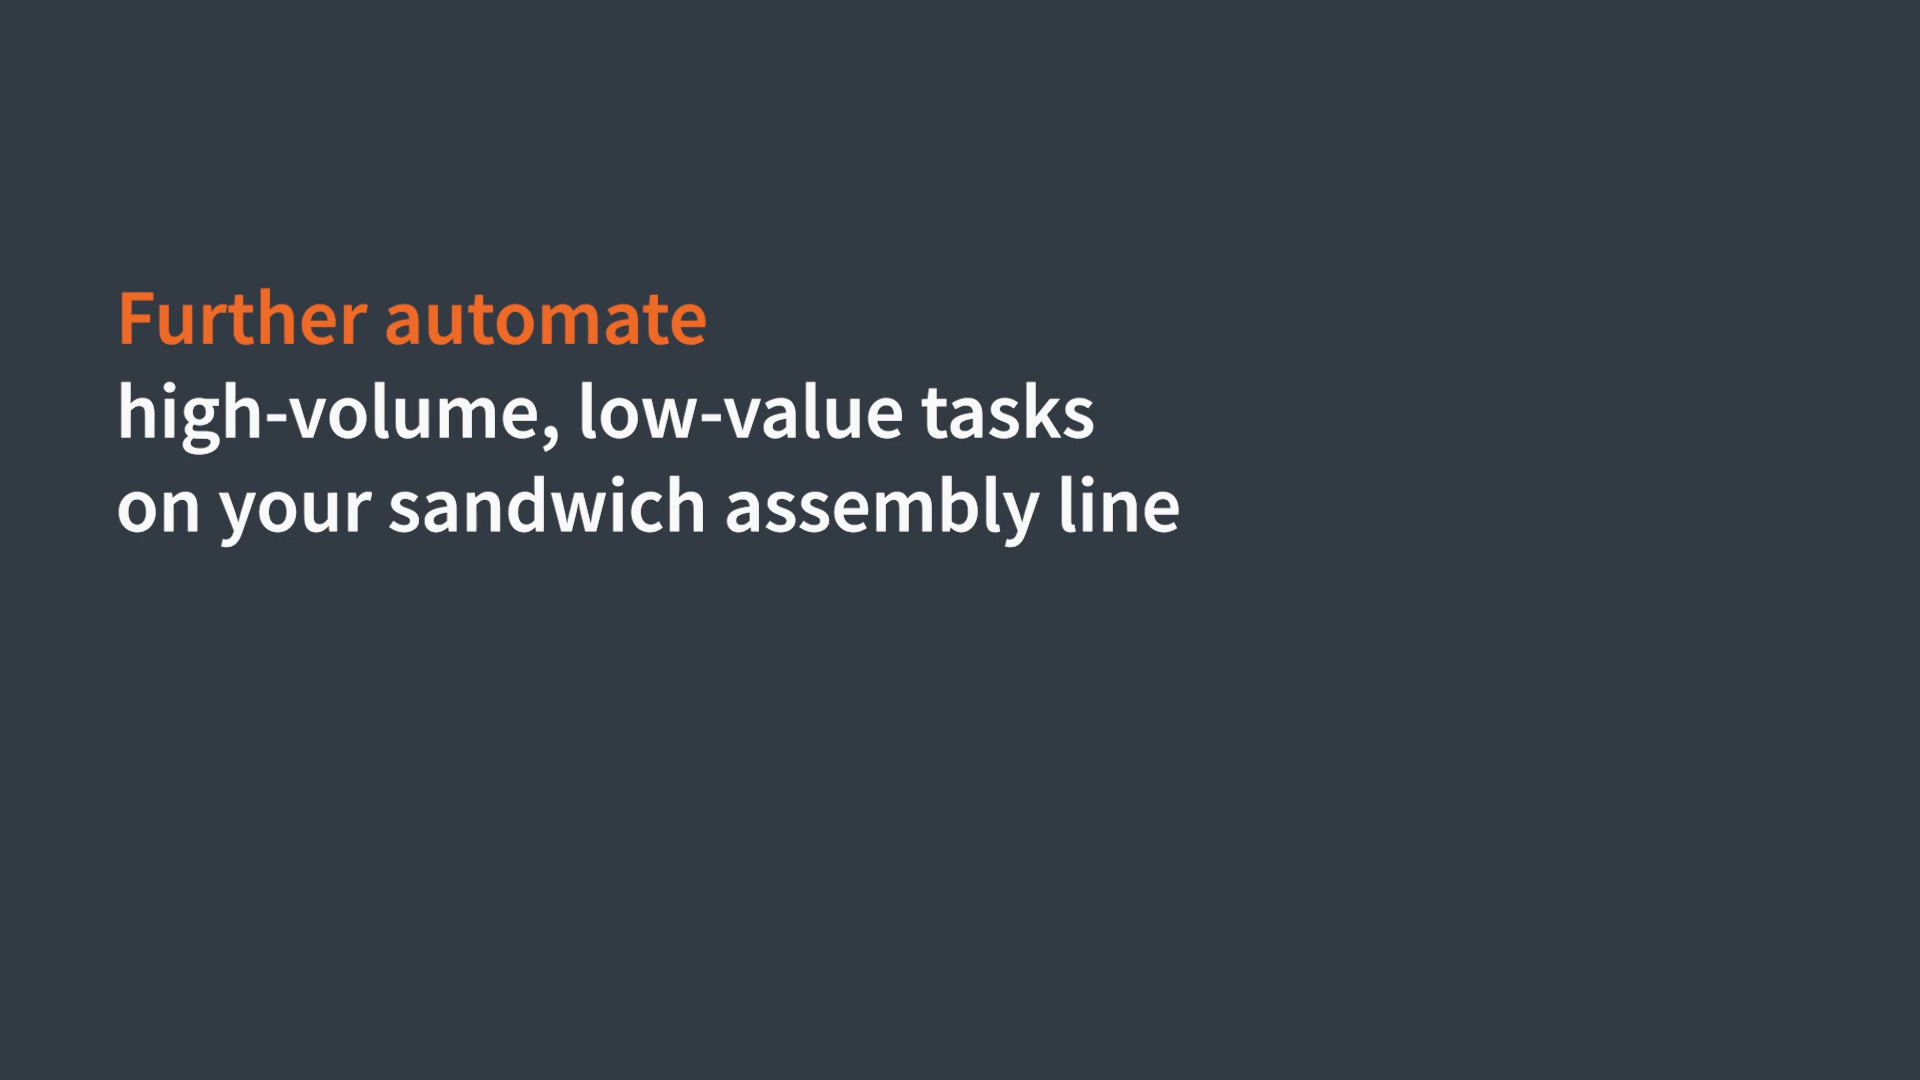 Further automate
high-volume, low-value tasks
on your sandwich assembly line